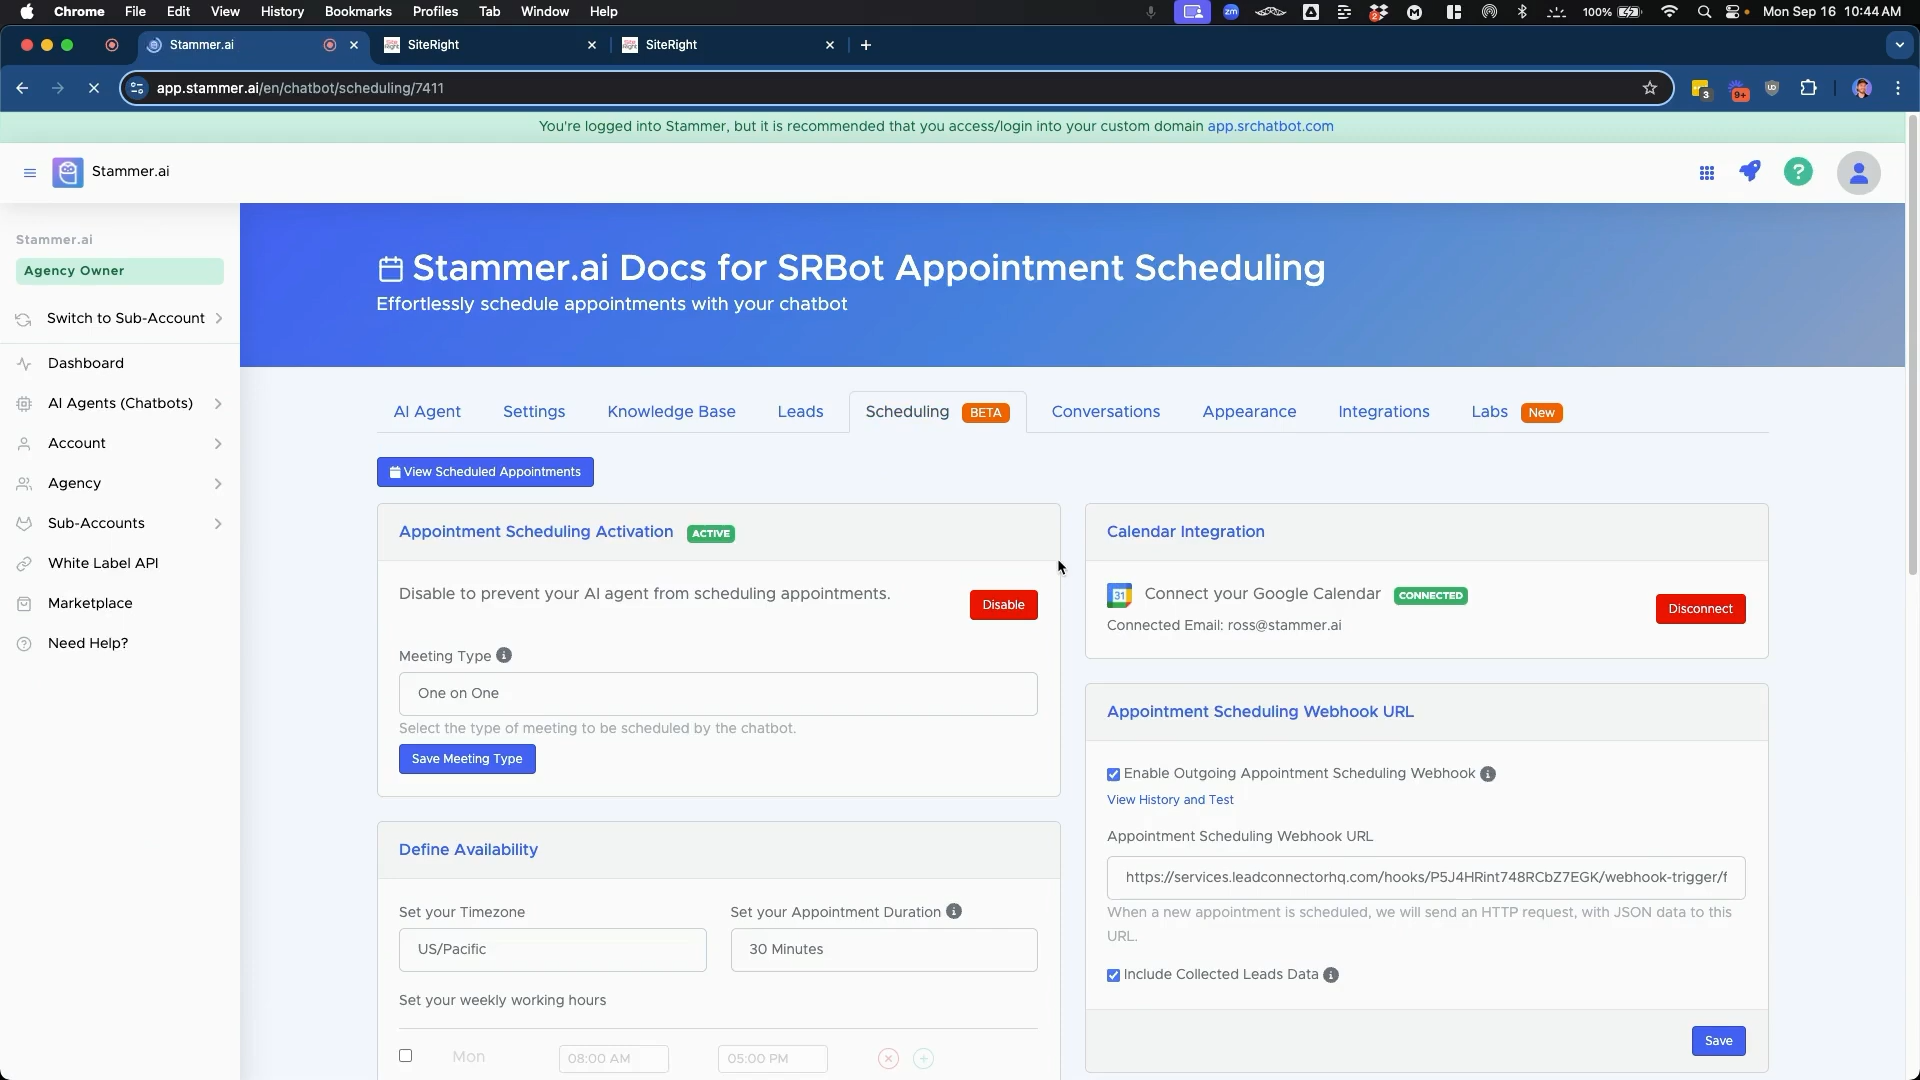 Chrome File Edit View History Bookmarks Profiles Tab Window Help
100% Mon Sep 16 10:44 AM
Stammer.ai
SiteRight
SiteRight
app.stammer.ai/en/chatbot/scheduling/7411
3
9+
You're logged into Stammer, but it is recommended that you access/login into your custom domain app.srchatbot.com
Stammer.ai
?
Stammer.ai
Agency Owner
Switch to Sub-Account
Dashboard
AI Agents (Chatbots)
Account
Agency
Sub-Accounts
White Label API
Marketplace
Need Help?
Stammer.ai Docs for SRBot Appointment Scheduling
Effortlessly schedule appointments with your chatbot
AI Agent Settings Knowledge Base Leads Scheduling BETA Conversations Appearance Integrations Labs New
View Scheduled Appointments
Appointment Scheduling Activation ACTIVE
Disable to prevent your AI agent from scheduling appointments.
Disable
Meeting Type
One on One
Select the type of meeting to be scheduled by the chatbot.
Save Meeting Type
Define Availability
Set your Timezone
US/Pacific
Set your Appointment Duration
30 Minutes
Set your weekly working hours
Mon 08:00 AM 05:00 PM
Calendar Integration
31
Connect your Google Calendar CONNECTED
Connected Email: ross@stammer.ai
Disconnect
Appointment Scheduling Webhook URL
Enable Outgoing Appointment Scheduling Webhook
View History and Test
Appointment Scheduling Webhook URL
https://services.leadconnectorhq.com/hooks/P5J4HRint748RCbZ7EGK/webhook-trigger/f
When a new appointment is scheduled, we will send an HTTP request, with JSON data to this
URL.
Include Collected Leads Data
Save